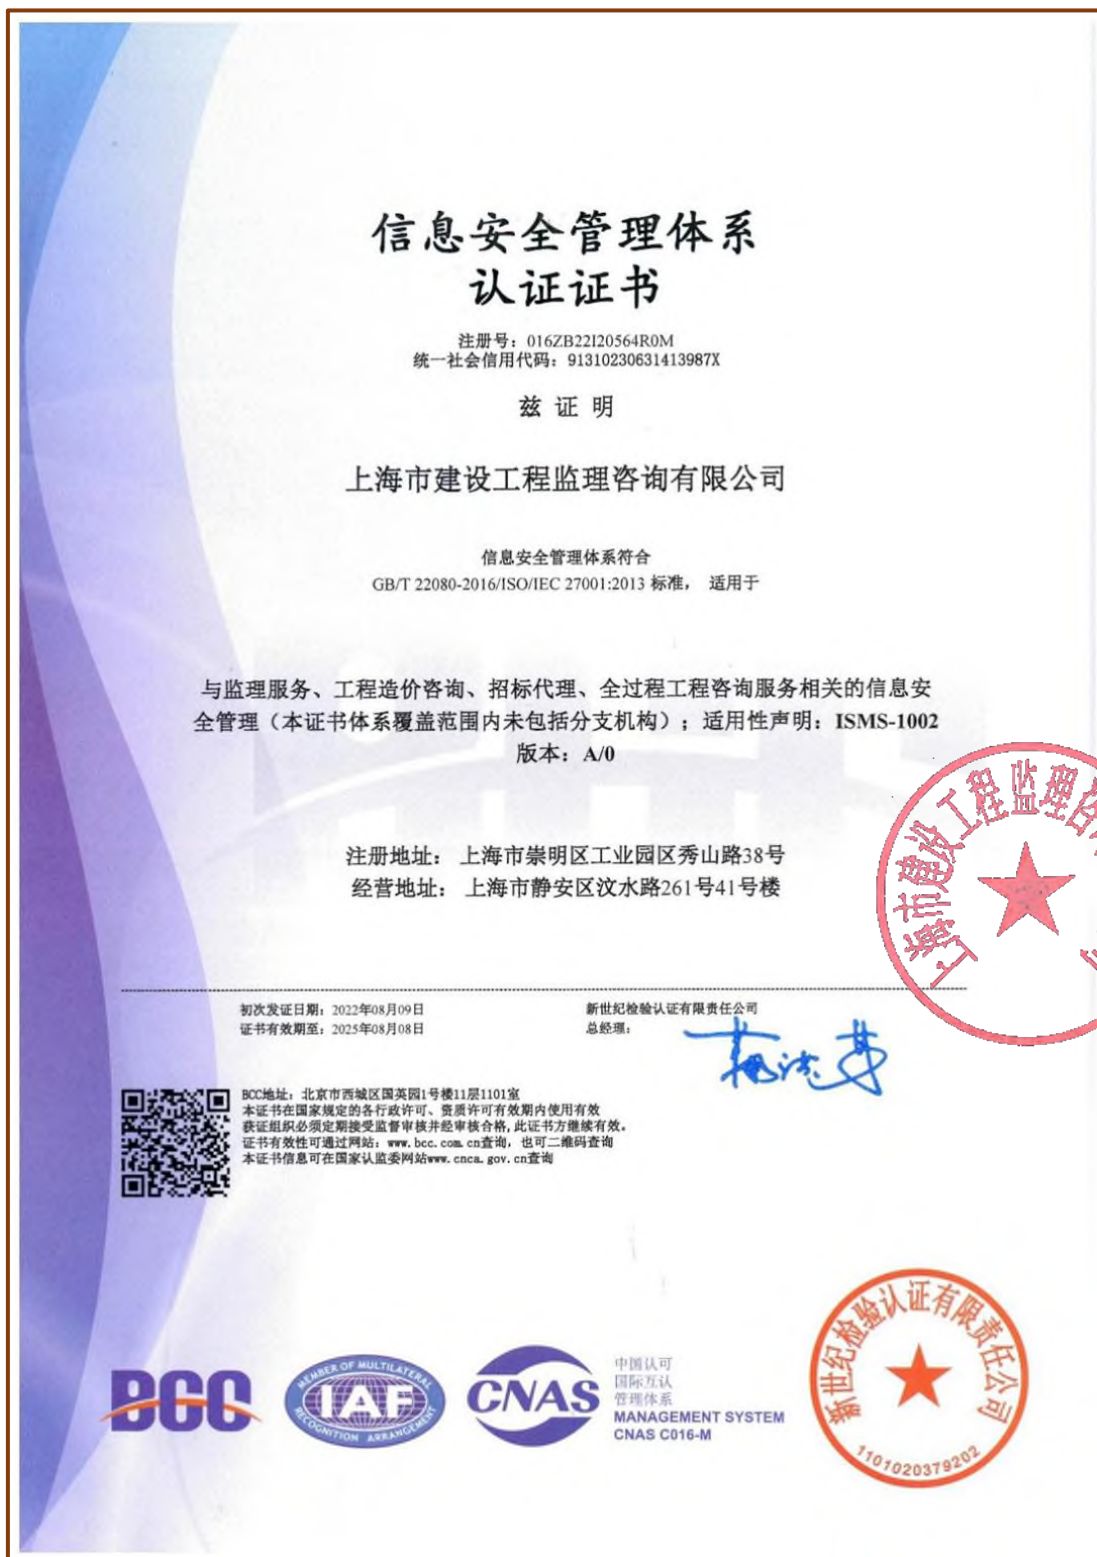 信息安全管理体系
认证证书
注册号：016ZB22I20564R0M
统一社会信用代码：91310230631413987X
兹 证 明
上海市建设工程监理咨询有限公司
信息安全管理体系符合
GB/T 22080-2016/ISO/IEC 27001:2013 标准， 适用于
与监理服务、工程造价咨询、招标代理、全过程工程咨询服务相关的信息安
全管理（本证书体系覆盖范围内未包括分支机构）；适用性声明：ISMS-1002
版本：A/0
注册地址： 上海市崇明区工业园区秀山路38号
经营地址： 上海市静安区汶水路261号41号楼
上海市建设工程监理咨
初次发证日期：2022年08月09日
证书有效期至：2025年08月08日
新世纪检验认证有限责任公司
总经理：
BCC地址：北京市西城区国英园1号楼11层1101室
本证书在国家规定的各行政许可、资质许可有效期内使用有效
获证组织必须定期接受监督审核并经审核合格,此证书方继续有效。
证书有效性可通过网站：www.bcc.com.cn查询，也可二维码查询
本证书信息可在国家认监委网站www.cnca.gov.cn查询
BCC
MEMBER OF MULTILATERAL
IAF
RECOGNITION ARRANGEMENT
CNAS
中国认可
国际互认
管理体系
MANAGEMENT SYSTEM
CNAS C016-M
新世纪检验认证有限责任公司
1101020379202